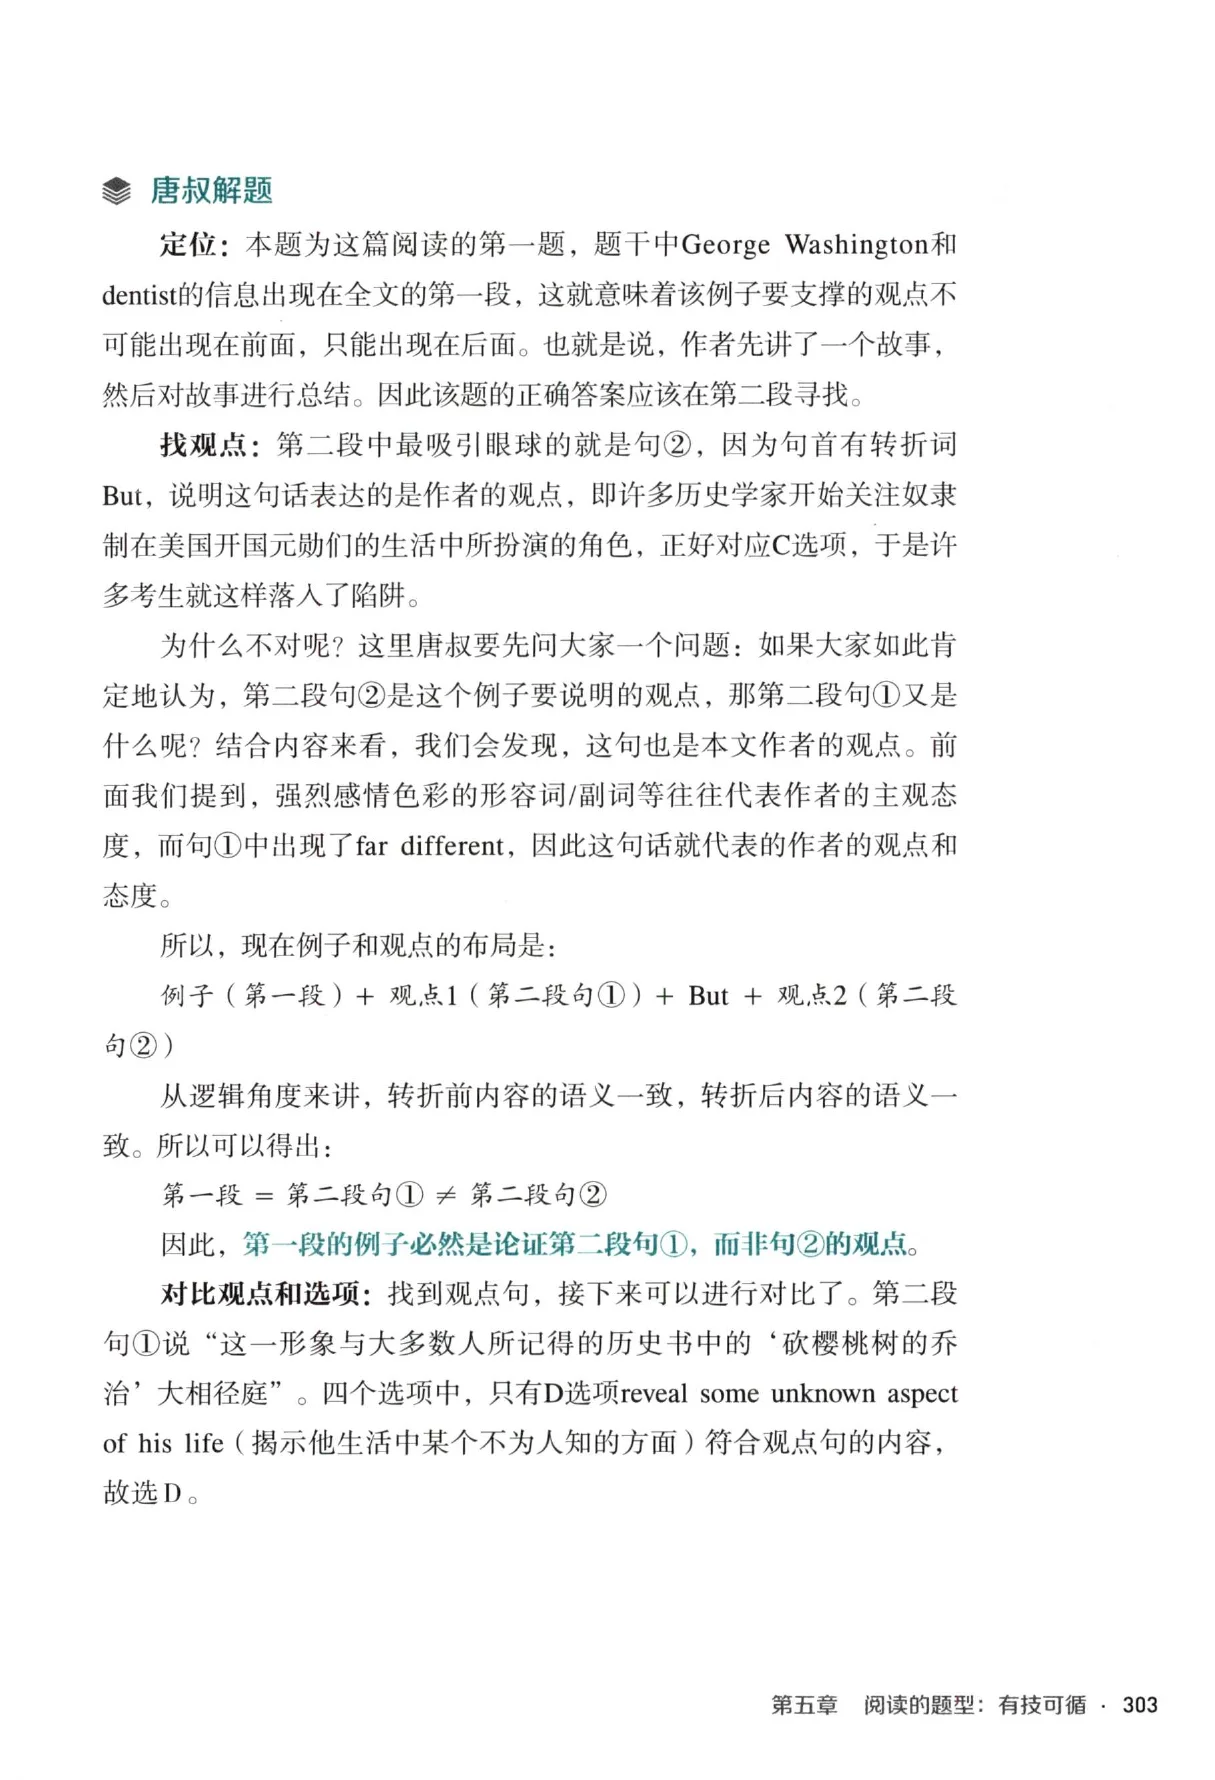 唐叔解题
定位：本题为这篇阅读的第一题，题干中George Washington和
dentist的信息出现在全文的第一段，这就意味着该例子要支撑的观点不
可能出现在前面，只能出现在后面。也就是说，作者先讲了一个故事，
然后对故事进行总结。因此该题的正确答案应该在第二段寻找。
找观点：第二段中最吸引眼球的就是句②，因为句首有转折词
But，说明这句话表达的是作者的观点，即许多历史学家开始关注奴隶
制在美国开国元勋们的生活中所扮演的角色，正好对应C选项，于是许
多考生就这样落入了陷阱。
为什么不对呢？这里唐叔要先问大家一个问题：如果大家如此肯
定地认为，第二段句②是这个例子要说明的观点，那第二段句①又是
什么呢？结合内容来看，我们会发现，这句也是本文作者的观点。前
面我们提到，强烈感情色彩的形容词/副词等往往代表作者的主观态
度，而句①中出现了far different，因此这句话就代表的作者的观点和
态度。
所以，现在例子和观点的布局是：
例子（第一段）+ 观点1（第二段句①）+ But + 观点2（第二段
句②）
从逻辑角度来讲，转折前内容的语义一致，转折后内容的语义一
致。所以可以得出：
第一段 = 第二段句① ≠ 第二段句②
因此，第一段的例子必然是论证第二段句①，而非句②的观点。
对比观点和选项：找到观点句，接下来可以进行对比了。第二段
句①说“这一形象与大多数人所记得的历史书中的‘砍樱桃树的乔
治’大相径庭”。四个选项中，只有D选项reveal some unknown aspect
of his life（揭示他生活中某个不为人知的方面）符合观点句的内容，
故选D。
第五章 阅读的题型：有技可循 · 303